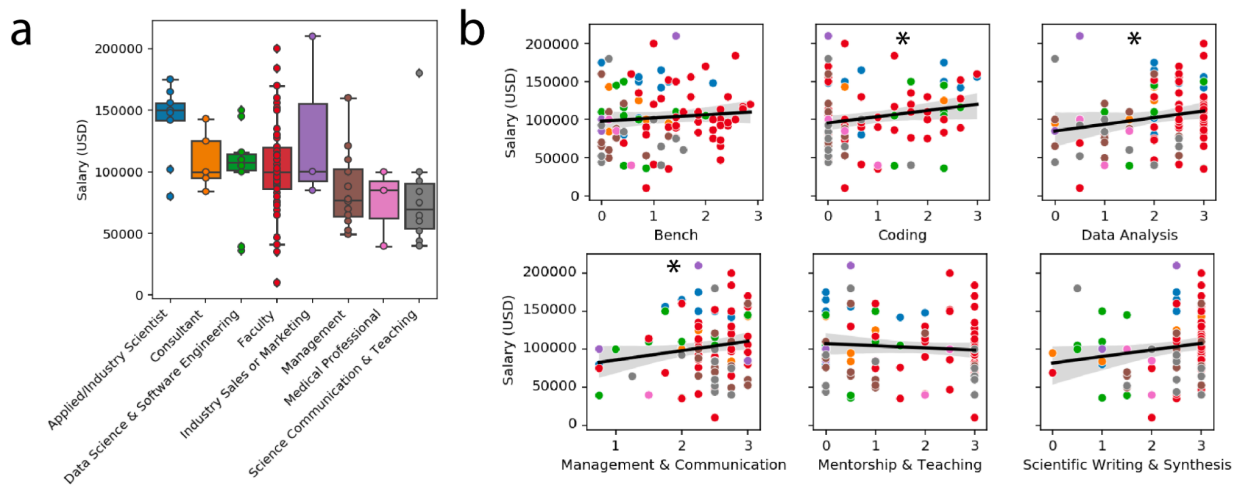 a
Salary (USD)
200000
150000
100000
50000
0
Applied/Industry Scientist
Consultant
Data Science & Software Engineering
Faculty
Industry Sales or Marketing
Management
Medical Professional
Science Communication & Teaching
b
Salary (USD)
200000
150000
100000
50000
0
0 1 2 3
Bench
*
0 1 2 3
Coding
*
0 1 2 3
Data Analysis
Salary (USD)
200000
150000
100000
50000
0
*
1 2 3
Management & Communication
0 1 2 3
Mentorship & Teaching
0 1 2 3
Scientific Writing & Synthesis